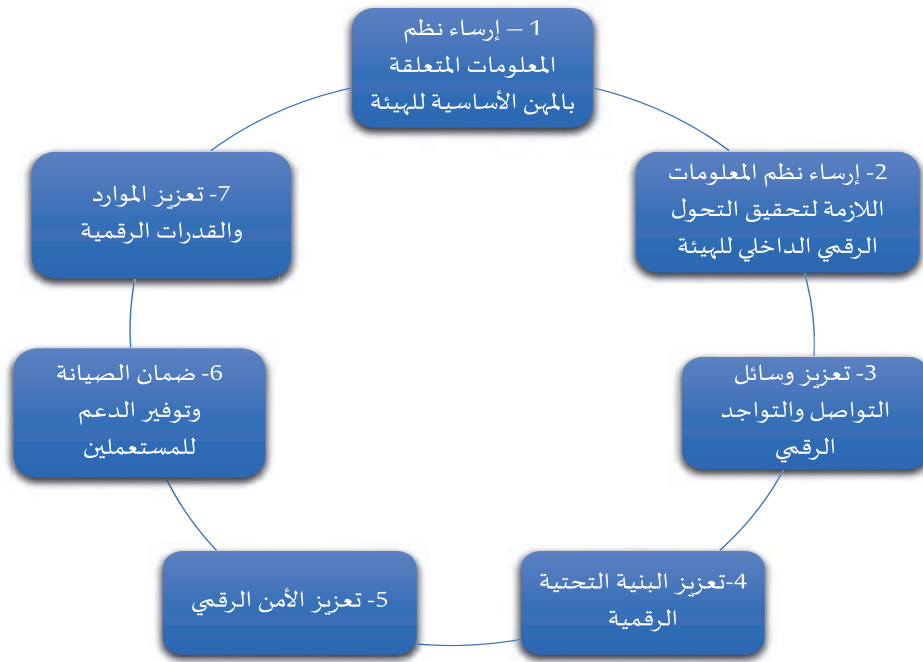 1 – إرساء نظم
المعلومات المتعلقة
بالمهن الأساسية للهيئة
2- إرساء نظم المعلومات
اللازمة لتحقيق التحول
الرقمي الداخلي للهيئة
3- تعزيز وسائل
التواصل والتواجد
الرقمي
4-تعزيز البنية التحتية
الرقمية
5- تعزيز الأمن الرقمي
6- ضمان الصيانة
وتوفير الدعم
للمستعملين
7- تعزيز الموارد
والقدرات الرقمية